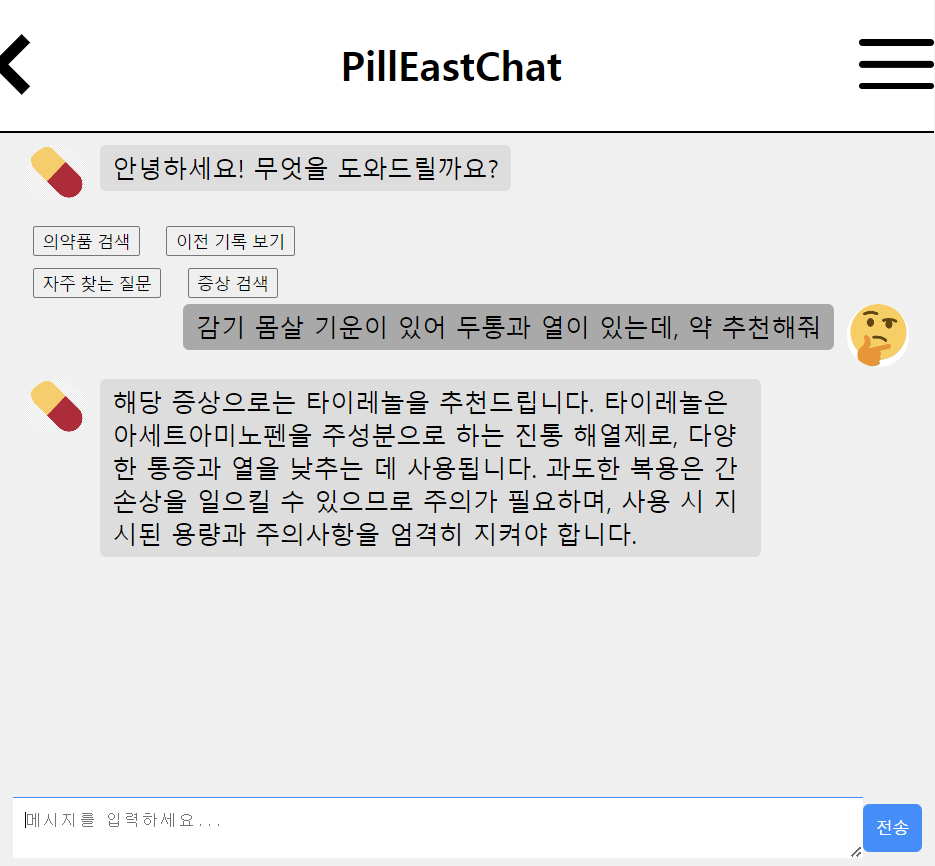 PillEastChat
안녕하세요! 무엇을 도와드릴까요?
의약품 검색 이전 기록 보기
자주 찾는 질문 증상 검색
감기 몸살 기운이 있어 두통과 열이 있는데, 약 추천해줘
해당 증상으로는 타이레놀을 추천드립니다. 타이레놀은
아세트아미노펜을 주성분으로 하는 진통 해열제로, 다양
한 통증과 열을 낮추는 데 사용됩니다. 과도한 복용은 간
손상을 일으킬 수 있으므로 주의가 필요하며, 사용 시 지
시된 용량과 주의사항을 엄격히 지켜야 합니다.
메시지를 입력하세요...
전송